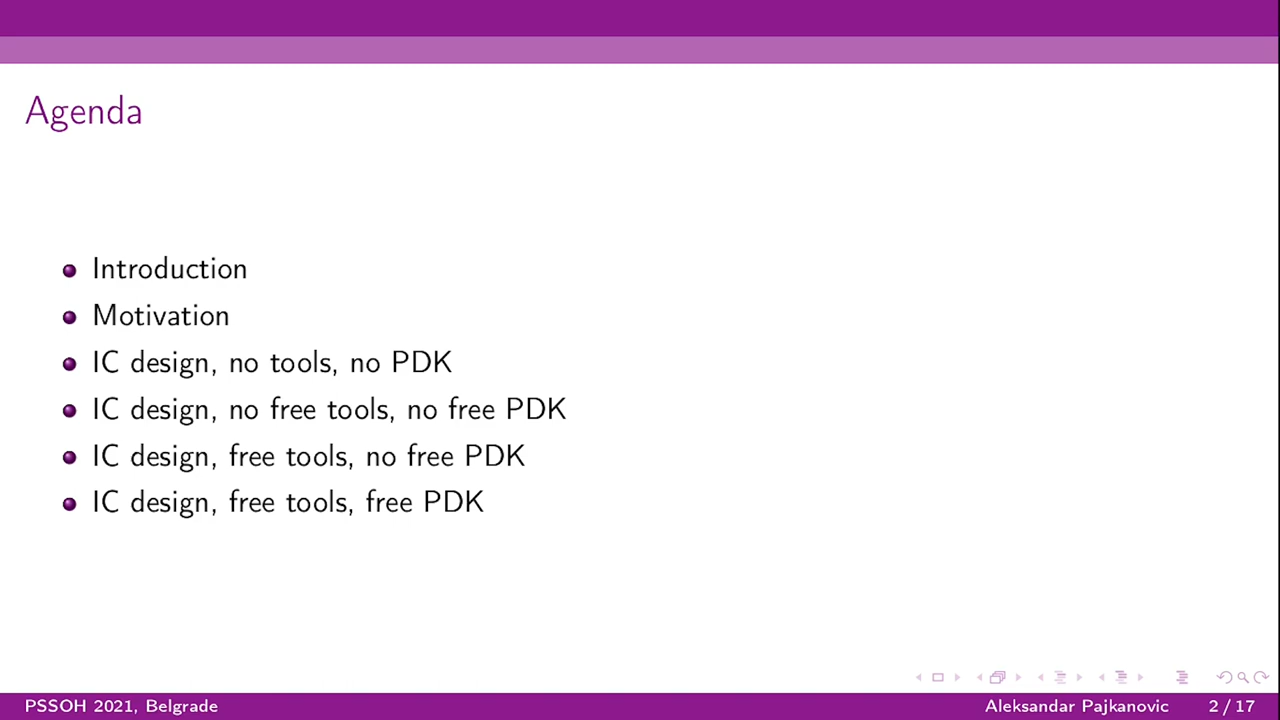 Agenda
Introduction
Motivation
IC design, no tools, no PDK
IC design, no free tools, no free PDK
IC design, free tools, no free PDK
IC design, free tools, free PDK
PSSOH 2021, Belgrade
Aleksandar Pajkanovic
2 / 17